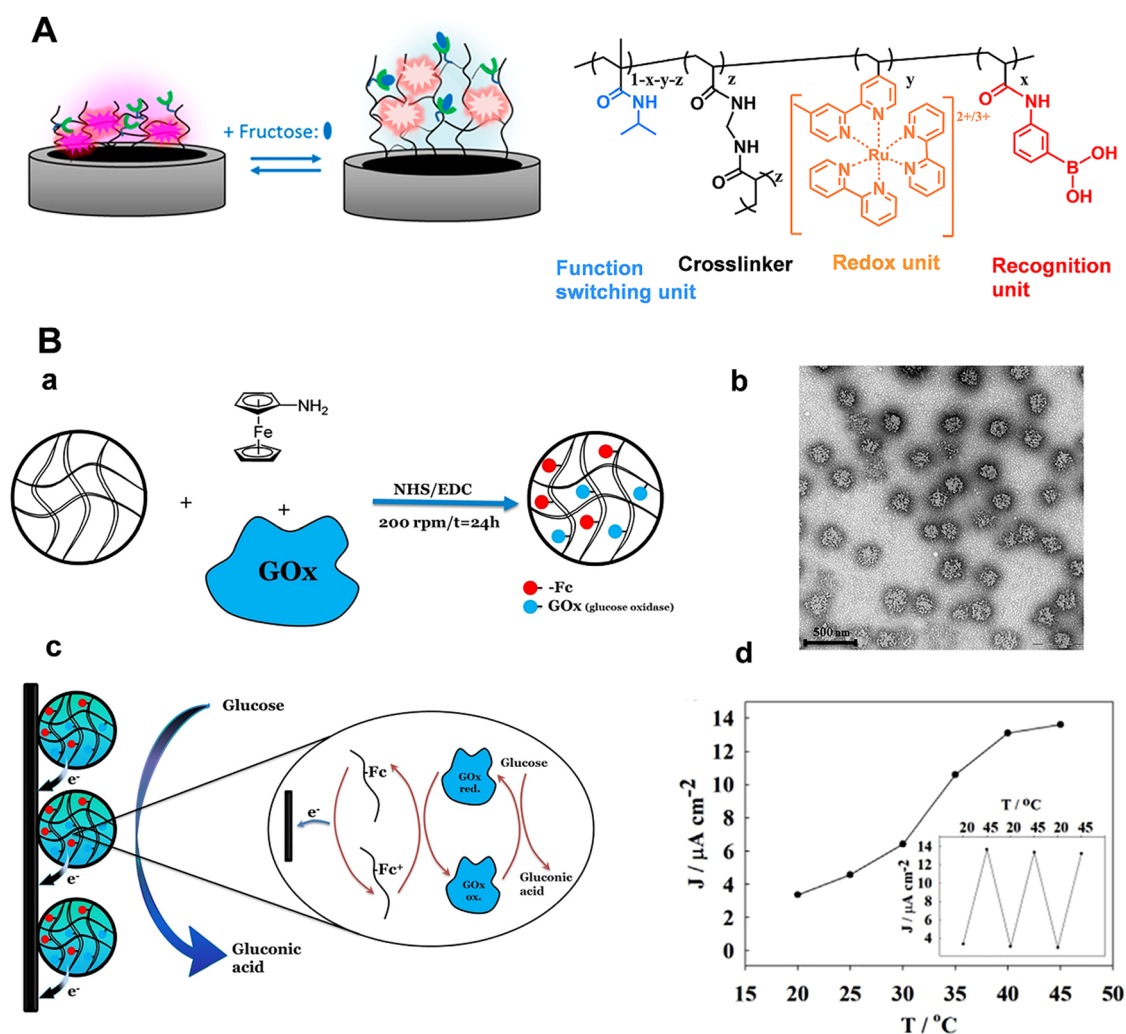 A
+ Fructose:
1-x-y-z
z
y
x
O
NH
O
NH
NH
O
z
N
N
N
N
N
N
Ru
2+/3+
O
NH
B
OH
OH
Function
switching unit
Crosslinker
Redox unit
Recognition
unit
B
a
NH2
Fe
+
+
GOx
NHS/EDC
200 rpm/t=24h
-Fc
GOx (glucose oxidase)
b
500 nm
c
Glucose
Gluconic
acid
e-
e-
e-
e-
-Fc
-Fc+
GOx
red.
GOx
ox.
Glucose
Gluconic
acid
d
J / μA cm-2
14
12
10
8
6
4
2
0
15 20 25 30 35 40 45 50
T / °C
T / °C
20 45 20 45 20 45
J / μA cm-2
14
12
10
8
6
4